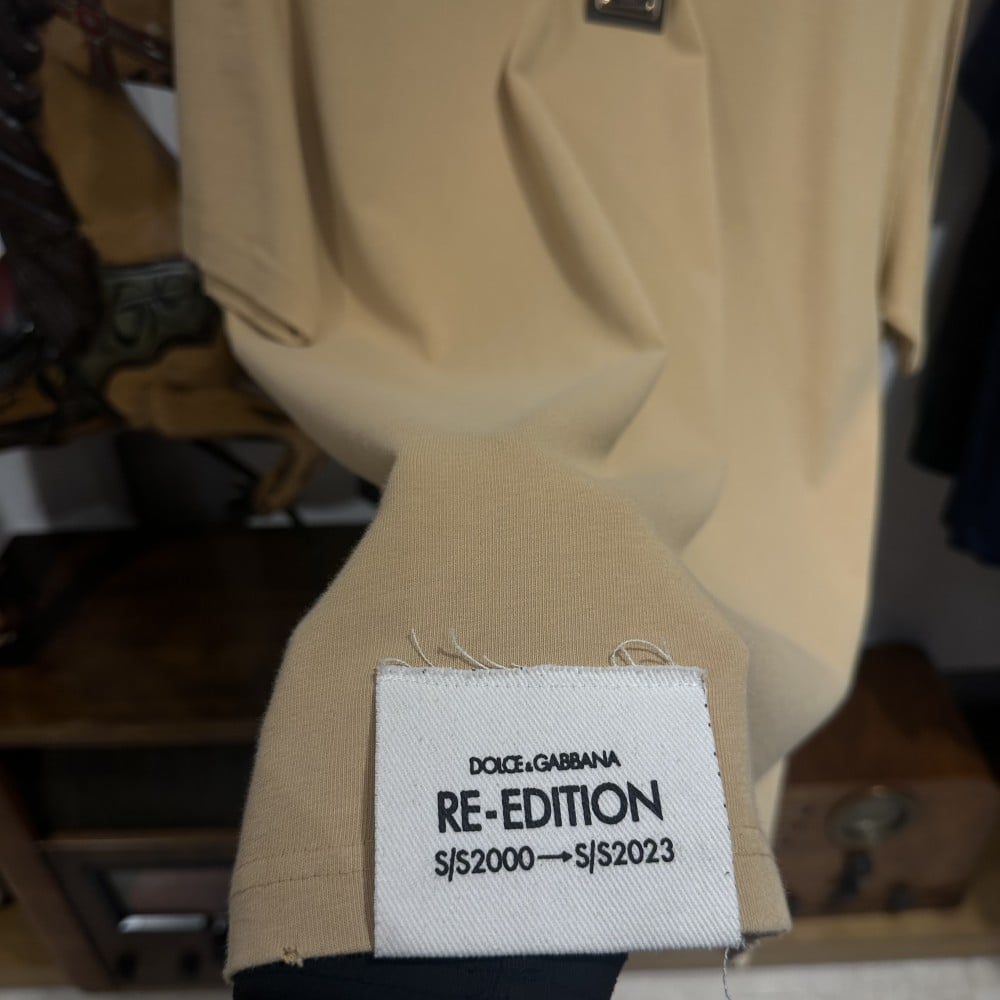 DOLCE & GABBANA
RE-EDITION
S/S2000→S/S2023